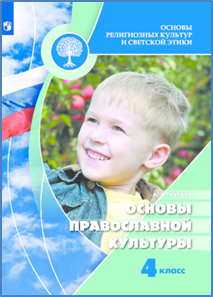 ОСНОВЫ
РЕЛИГИОЗНЫХ КУЛЬТУР
И СВЕТСКОЙ ЭТИКИ
ОСНОВЫ
ПРАВОСЛАВНОЙ
КУЛЬТУРЫ
4 КЛАСС